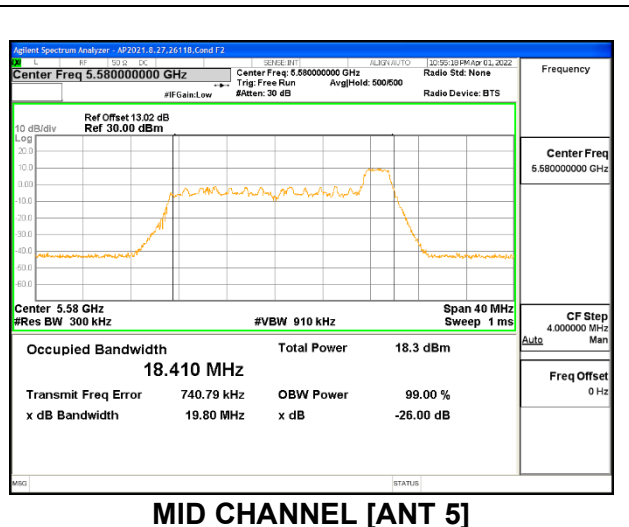 Agilent Spectrum Analyzer - AP2021.8.27,26118,Cond F2
L RF 50 Ω DC SENSE:INT ALIGN AUTO 10:55:18 PM Apr 01, 2022
Center Freq 5.580000000 GHz Center Freq: 5.580000000 GHz Radio Std: None
Trig: Free Run Avg|Hold: 500/500
#IFGain:Low #Atten: 30 dB Radio Device: BTS
Ref Offset 13.02 dB
10 dB/div Ref 30.00 dBm
Log
20.0
10.0
0.00
-10.0
-20.0
-30.0
-40.0
-50.0
-60.0
Center 5.58 GHz Span 40 MHz
#Res BW 300 kHz #VBW 910 kHz Sweep 1 ms
Occupied Bandwidth Total Power 18.3 dBm
18.410 MHz
Transmit Freq Error 740.79 kHz OBW Power 99.00 %
x dB Bandwidth 19.80 MHz x dB -26.00 dB
MSG STATUS
Frequency
Center Freq
5.580000000 GHz
CF Step
4.000000 MHz
Auto Man
Freq Offset
0 Hz
MID CHANNEL [ANT 5]